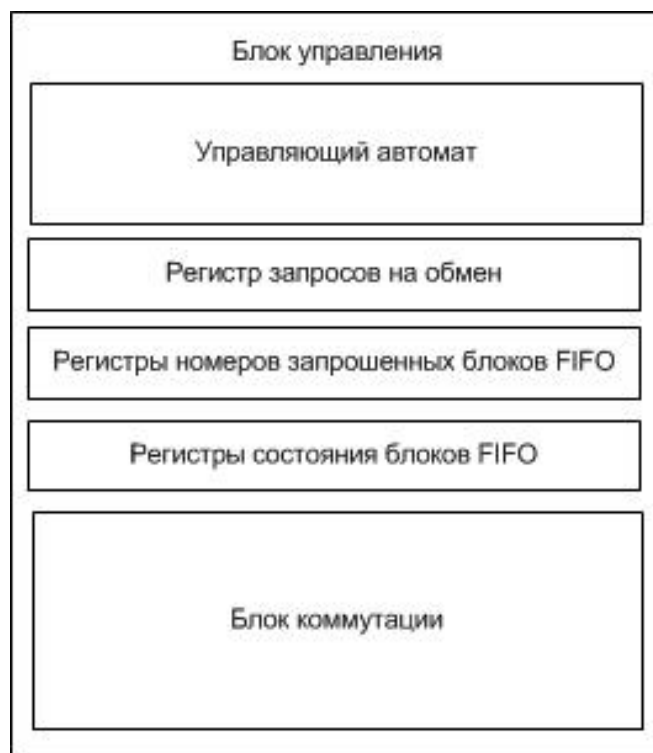 Блок управления
Управляющий автомат
Регистр запросов на обмен
Регистры номеров запрошенных блоков FIFO
Регистры состояния блоков FIFO
Блок коммутации